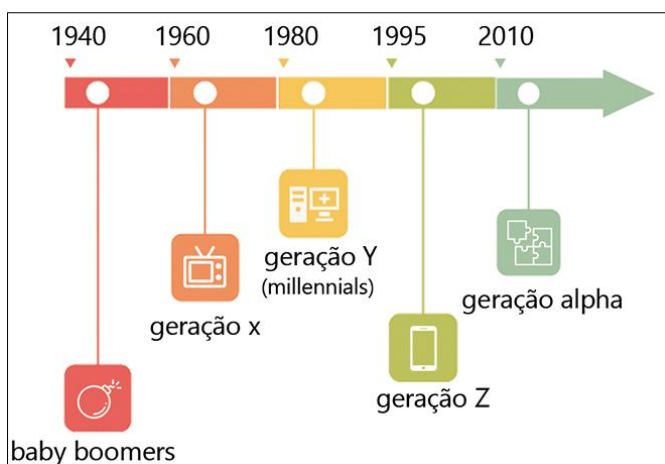 1940 1960 1980 1995 2010
geração Y
(millennials)
geração alpha
geração x
geração Z
baby boomers